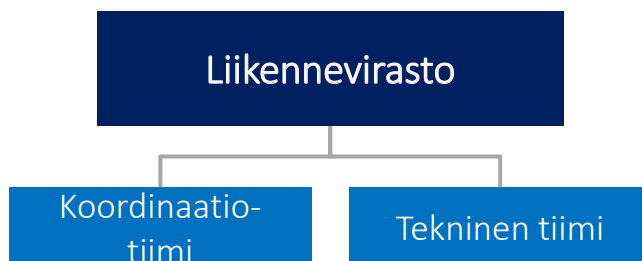 Liikennevirasto
Koordinaatio-
tiimi
Tekninen tiimi